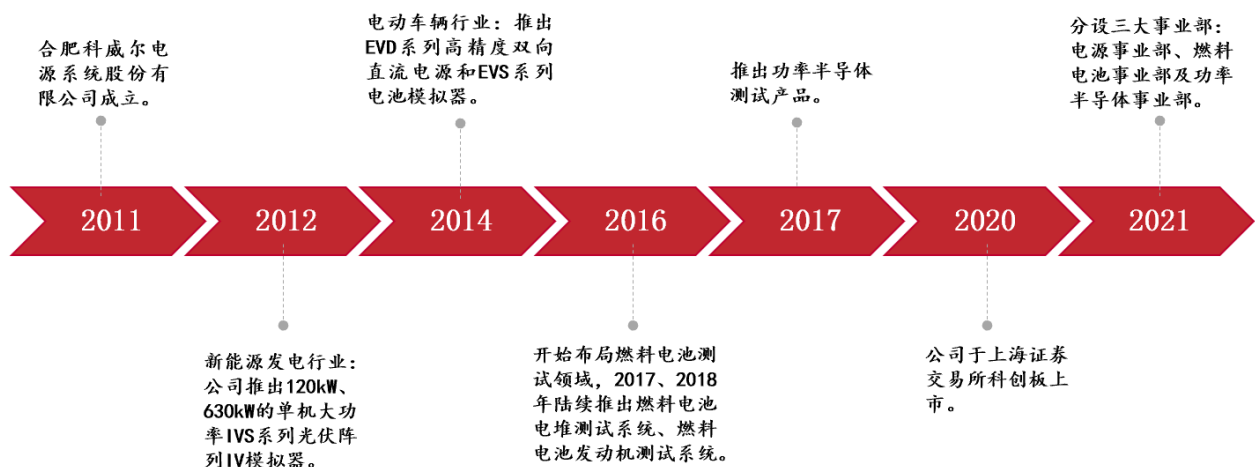 合肥科威尔电
源系统股份有
限公司成立。
电动车辆行业：推出
EVD系列高精度双向
直流电源和EVS系列
电池模拟器。
推出功率半导体
测试产品。
分设三大事业部：
电源事业部、燃料
电池事业部及功率
半导体事业部。
2011
2012
2014
2016
2017
2020
2021
新能源发电行业：
公司推出120kW、
630kW的单机大功
率IVS系列光伏阵
列IV模拟器。
开始布局燃料电池测
试领域，2017、2018
年陆续推出燃料电池
电堆测试系统、燃料
电池发动机测试系统。
公司于上海证券
交易所科创板上
市。